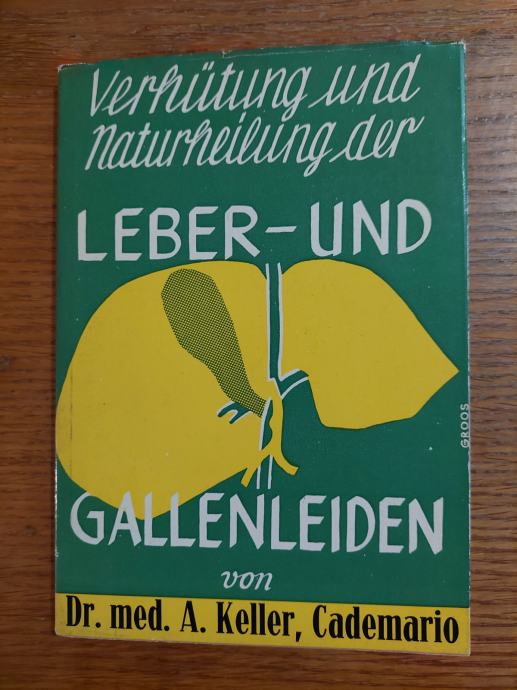 Verhütung und
Naturheilung der
LEBER-UND
GROOS
GALLENLEIDEN
von
Dr. med. A. Keller, Cademario